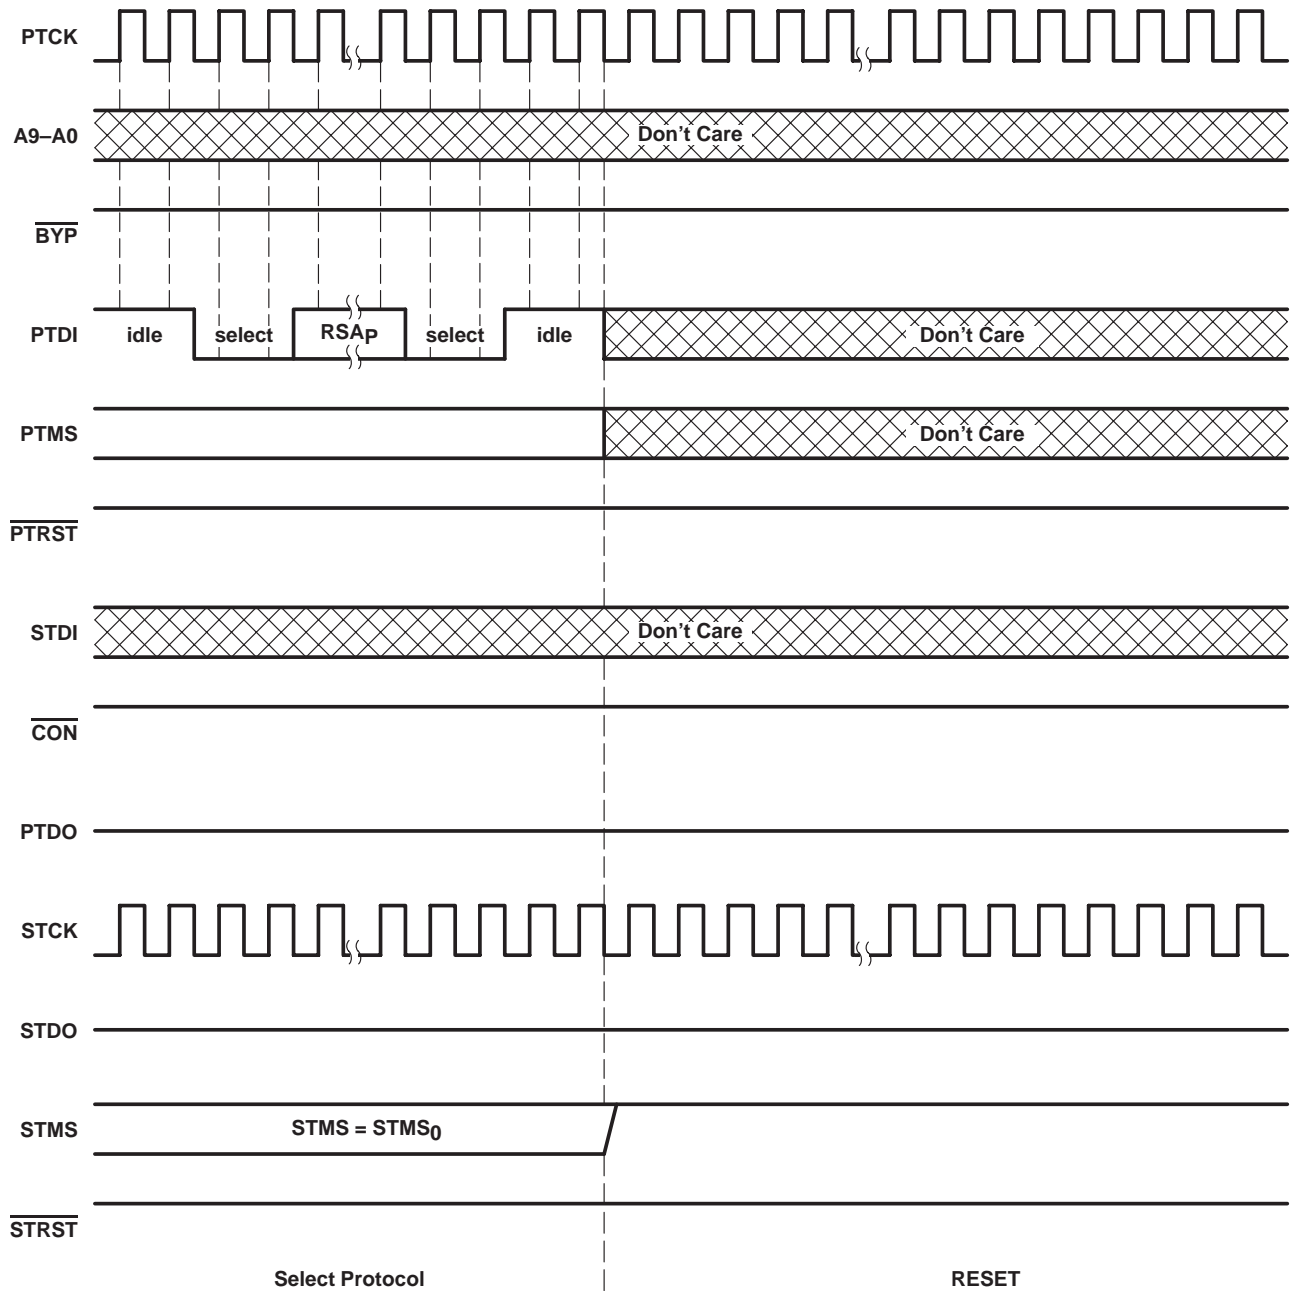 PTCK
A9–A0 Don't Care
BYP
PTDI idle select RSAP select idle Don't Care
PTMS Don't Care
PTRST
STDI Don't Care
CON
PTDO
STCK
STDO
STMS STMS = STMS0
STRST
Select Protocol RESET